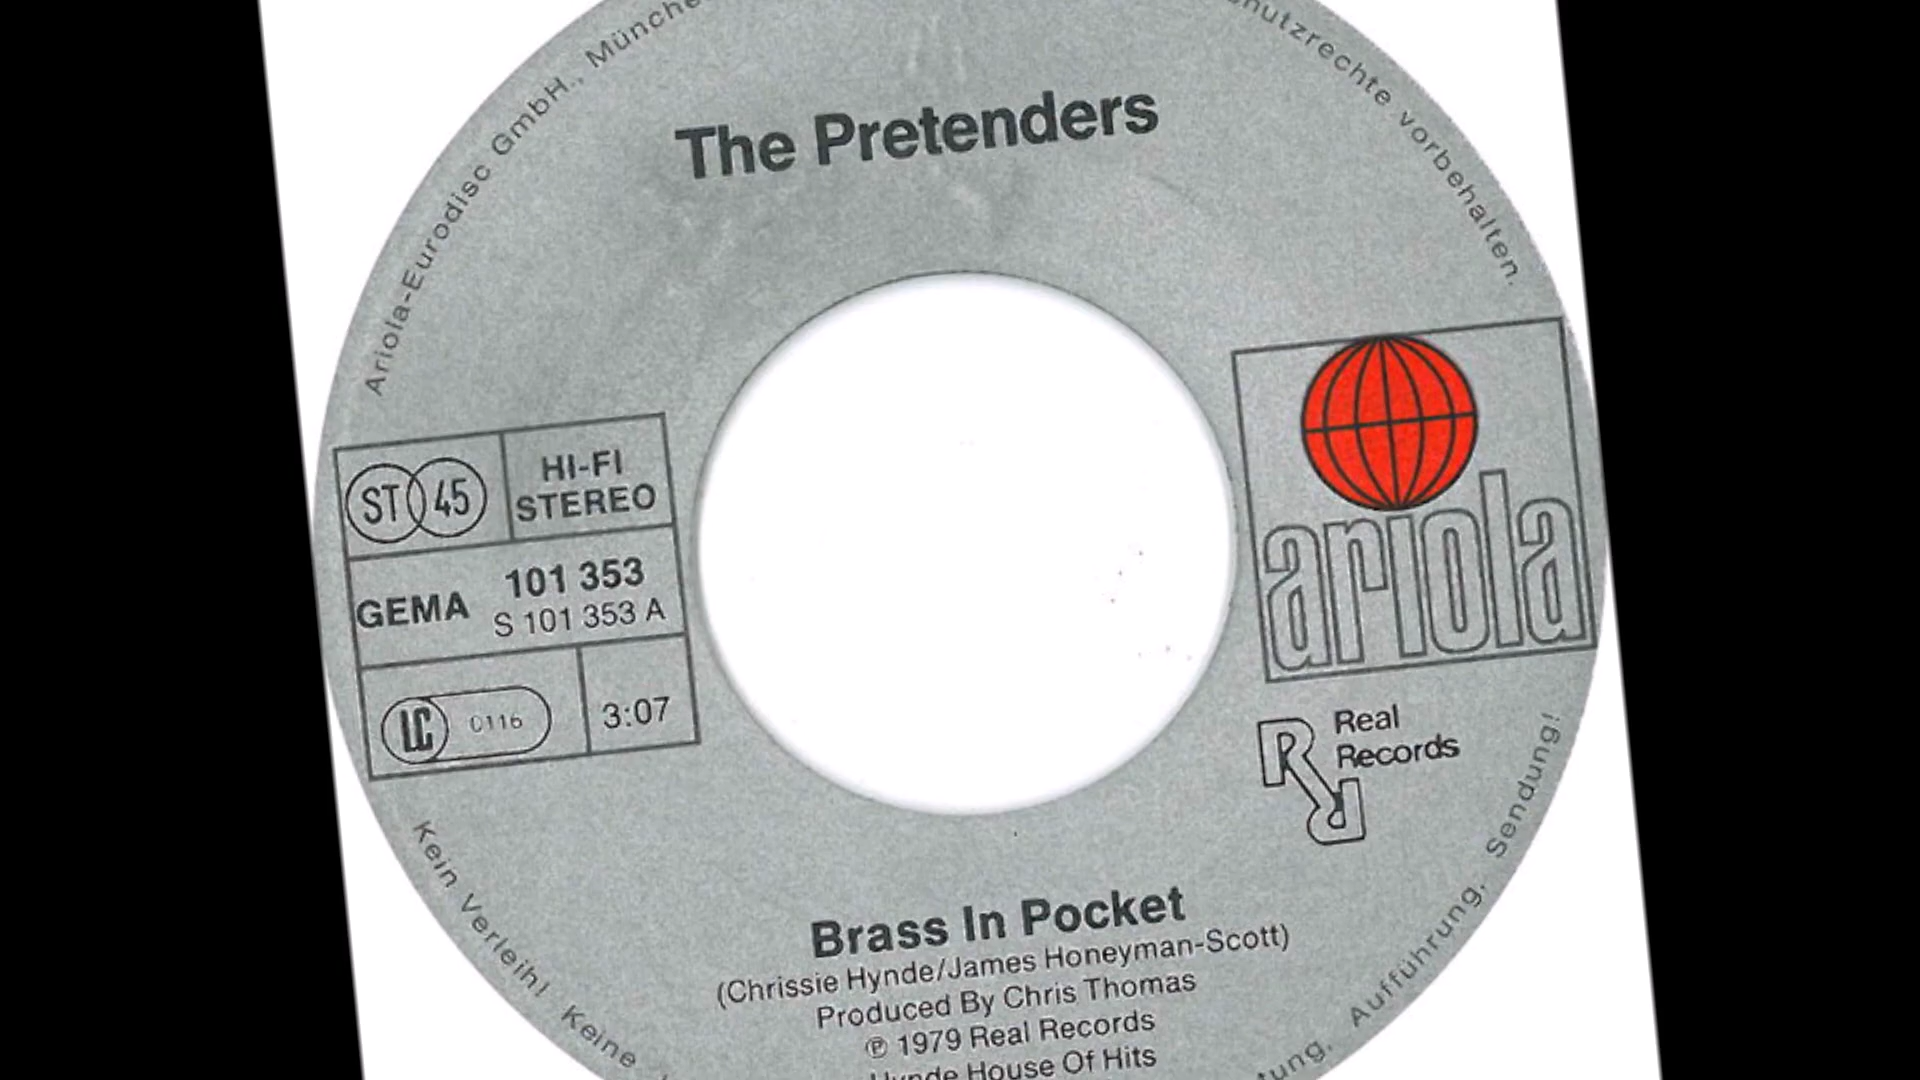 Ariola-Eurodisc GmbH., Münche
vorbehalten.
The Pretenders
ST 45
HI-FI
STEREO
GEMA
101 353
S 101 353 A
LC 0116
3:07
ariola
Real
Records
Brass In Pocket
(Chrissie Hynde/James Honeyman-Scott)
Produced By Chris Thomas
℗ 1979 Real Records
Hynde House Of Hits
Kein Verleih! Keine
Aufführung, Sendung!